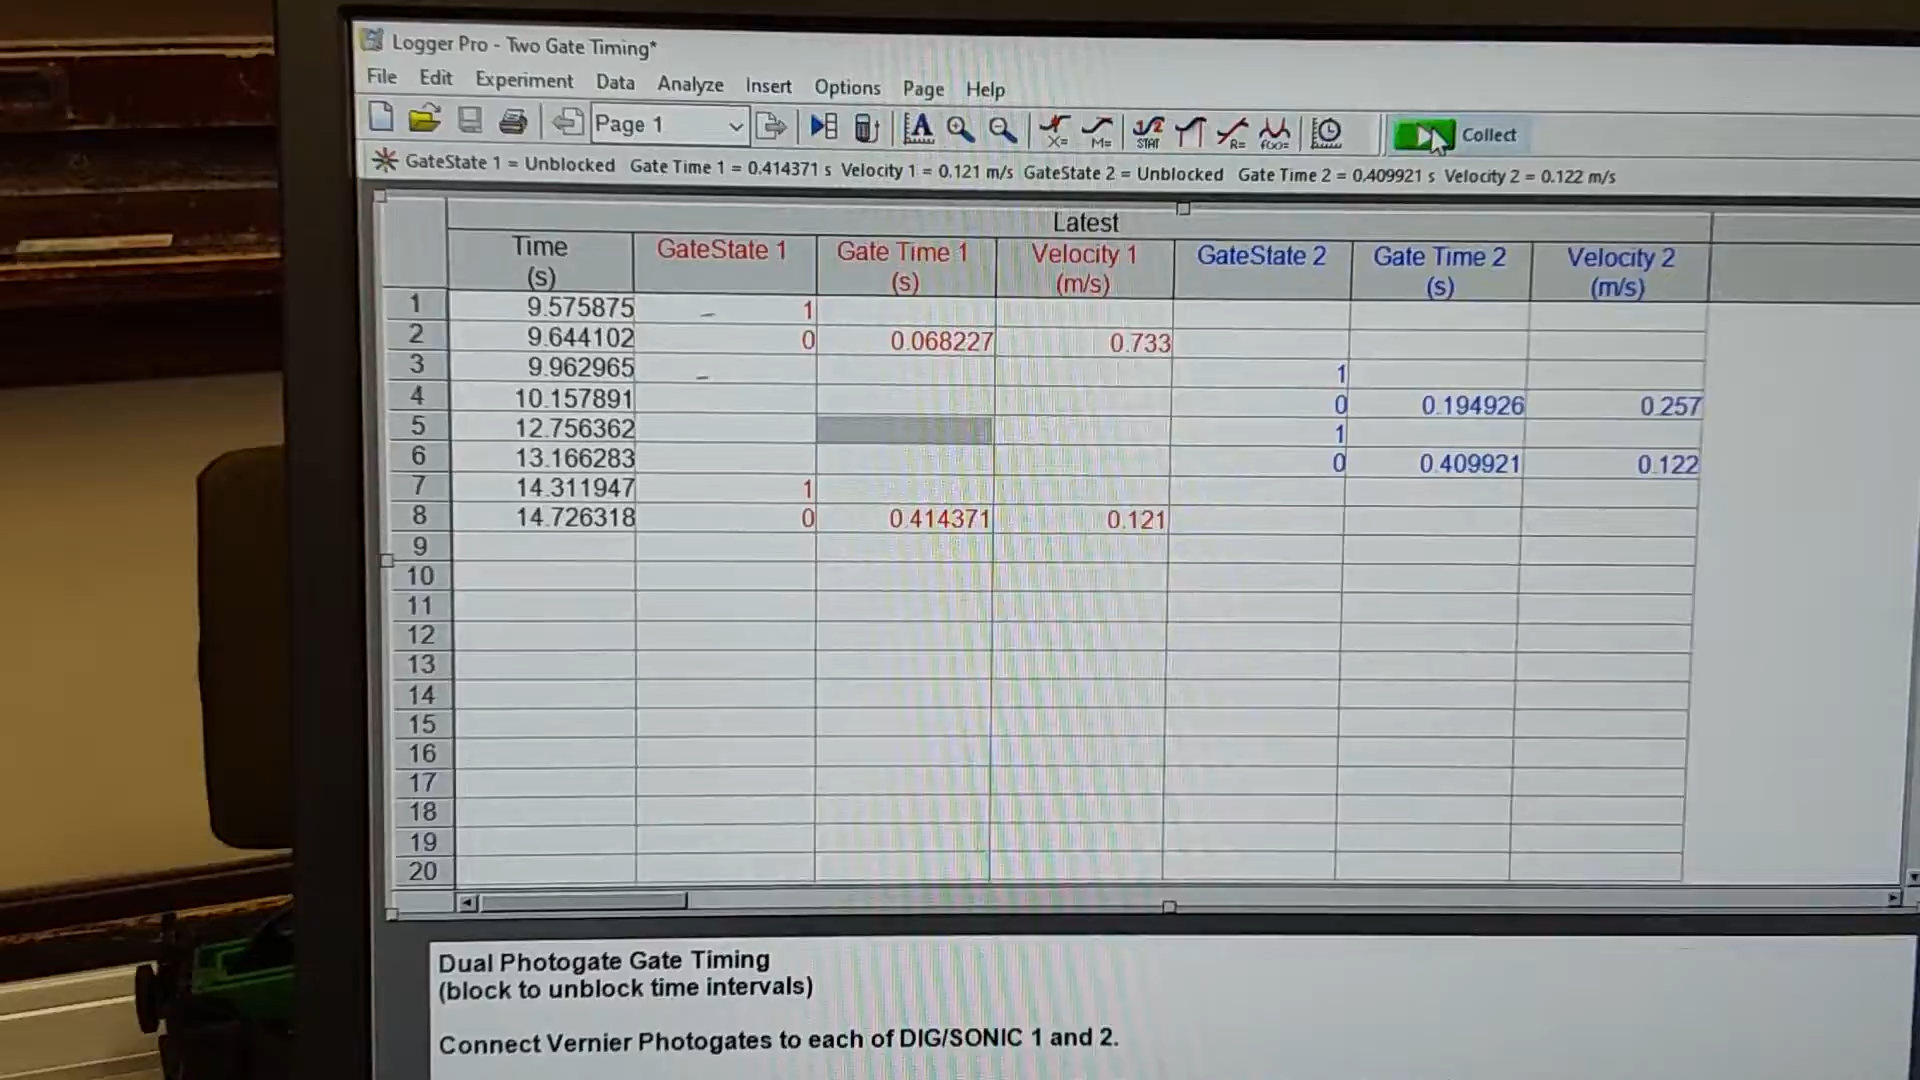 Logger Pro - Two Gate Timing*
File Edit Experiment Data Analyze Insert Options Page Help
Page 1 X= M= STAT R= f(x)= Collect
GateState 1 = Unblocked Gate Time 1 = 0.414371 s Velocity 1 = 0.121 m/s GateState 2 = Unblocked Gate Time 2 = 0.409921 s Velocity 2 = 0.122 m/s
Latest
Time GateState 1 Gate Time 1 Velocity 1 GateState 2 Gate Time 2 Velocity 2
(s) (s) (m/s) (s) (m/s)
1 9.575875 1
2 9.644102 0 0.068227 0.733
3 9.962965 1
4 10.157891 0 0.194926 0.257
5 12.756362 1
6 13.166283 0 0.409921 0.122
7 14.311947 1
8 14.726318 0 0.414371 0.121
9
10
11
12
13
14
15
16
17
18
19
20
Dual Photogate Gate Timing
(block to unblock time intervals)
Connect Vernier Photogates to each of DIG/SONIC 1 and 2.